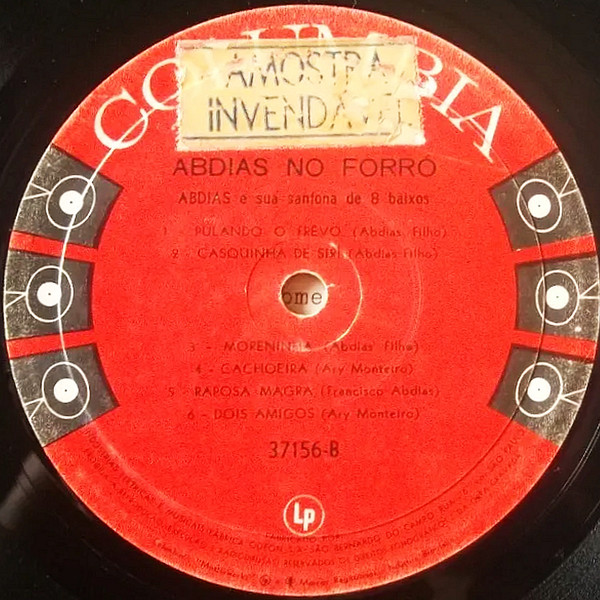 COLUMBIA
AMOSTRA
INVENDAVEL
ABDIAS NO FORRÓ
ABDIAS e sua sanfona de 8 baixos
1 - PULANDO O FREVO (Abdias Filho)
2 - CASQUINHA DE SIRI (Abdias Filho)
ome
3 - MORENINHA (Abdias Filho)
4 - CACHOEIRA (Ary Monteiro)
5 - RAPOSA MAGRA (Francisco Abdias)
6 - DOIS AMIGOS (Ary Monteiro)
37156-B
Lp
FABRICADO POR